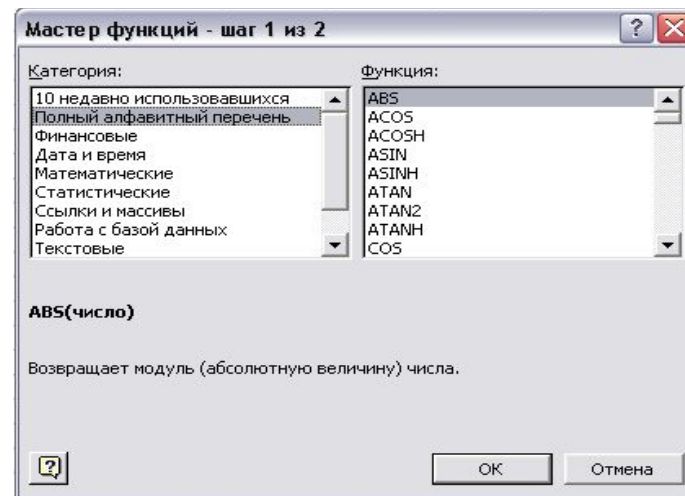 Мастер функций - шаг 1 из 2
Категория:
10 недавно использовавшихся
Полный алфавитный перечень
Финансовые
Дата и время
Математические
Статистические
Ссылки и массивы
Работа с базой данных
Текстовые
Функция:
ABS
ACOS
ACOSH
ASIN
ASINH
ATAN
ATAN2
ATANH
COS
ABS(число)
Возвращает модуль (абсолютную величину) числа.
ОК
Отмена